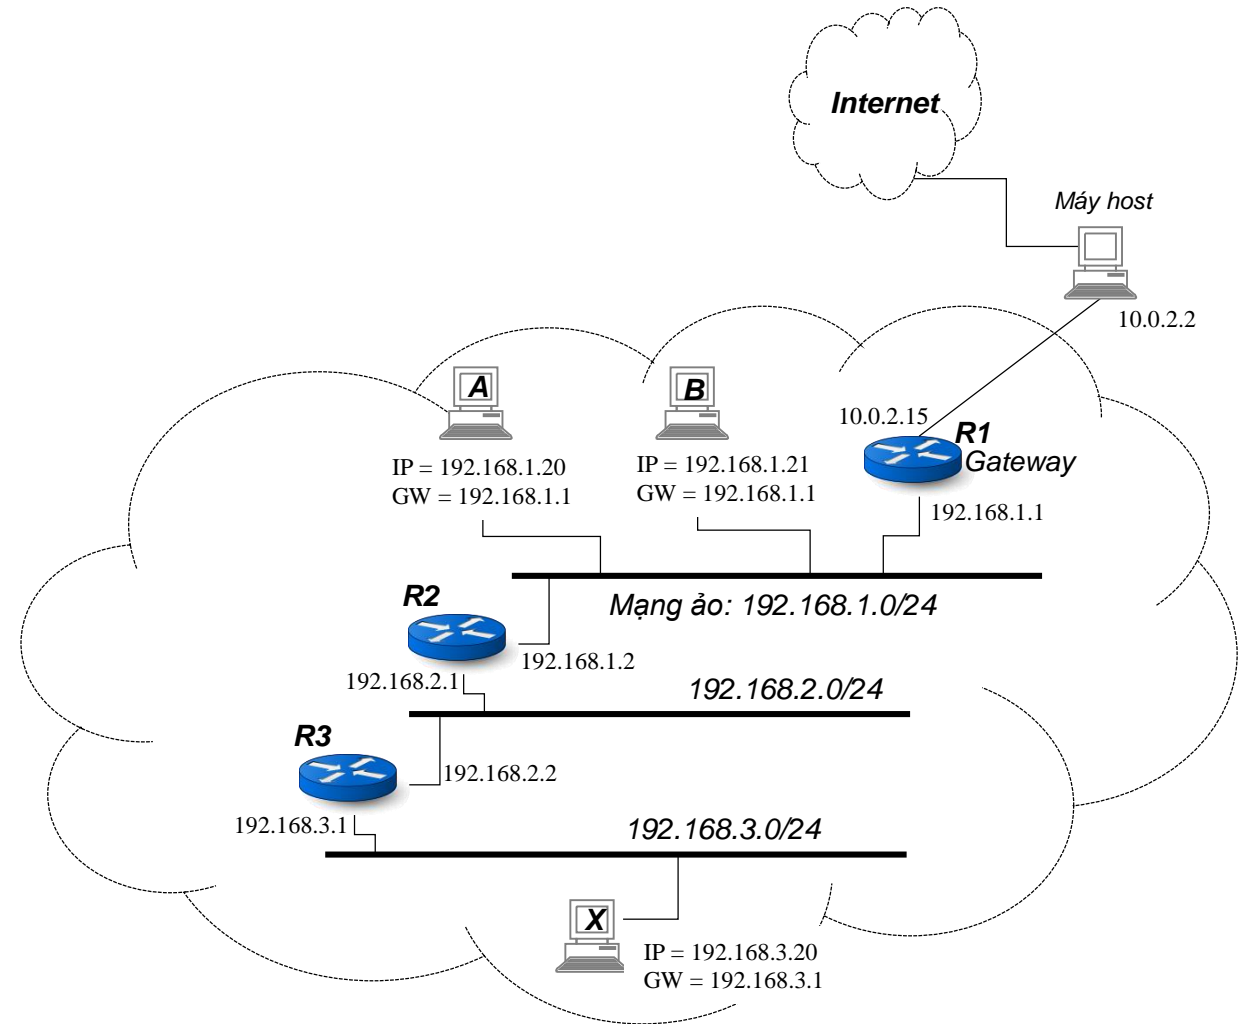 Internet
Máy host
10.0.2.2
A
B
10.0.2.15
R1
Gateway
IP = 192.168.1.20
GW = 192.168.1.1
IP = 192.168.1.21
GW = 192.168.1.1
192.168.1.1
R2
Mạng ảo: 192.168.1.0/24
192.168.1.2
192.168.2.1
192.168.2.0/24
R3
192.168.2.2
192.168.3.1
192.168.3.0/24
X
IP = 192.168.3.20
GW = 192.168.3.1